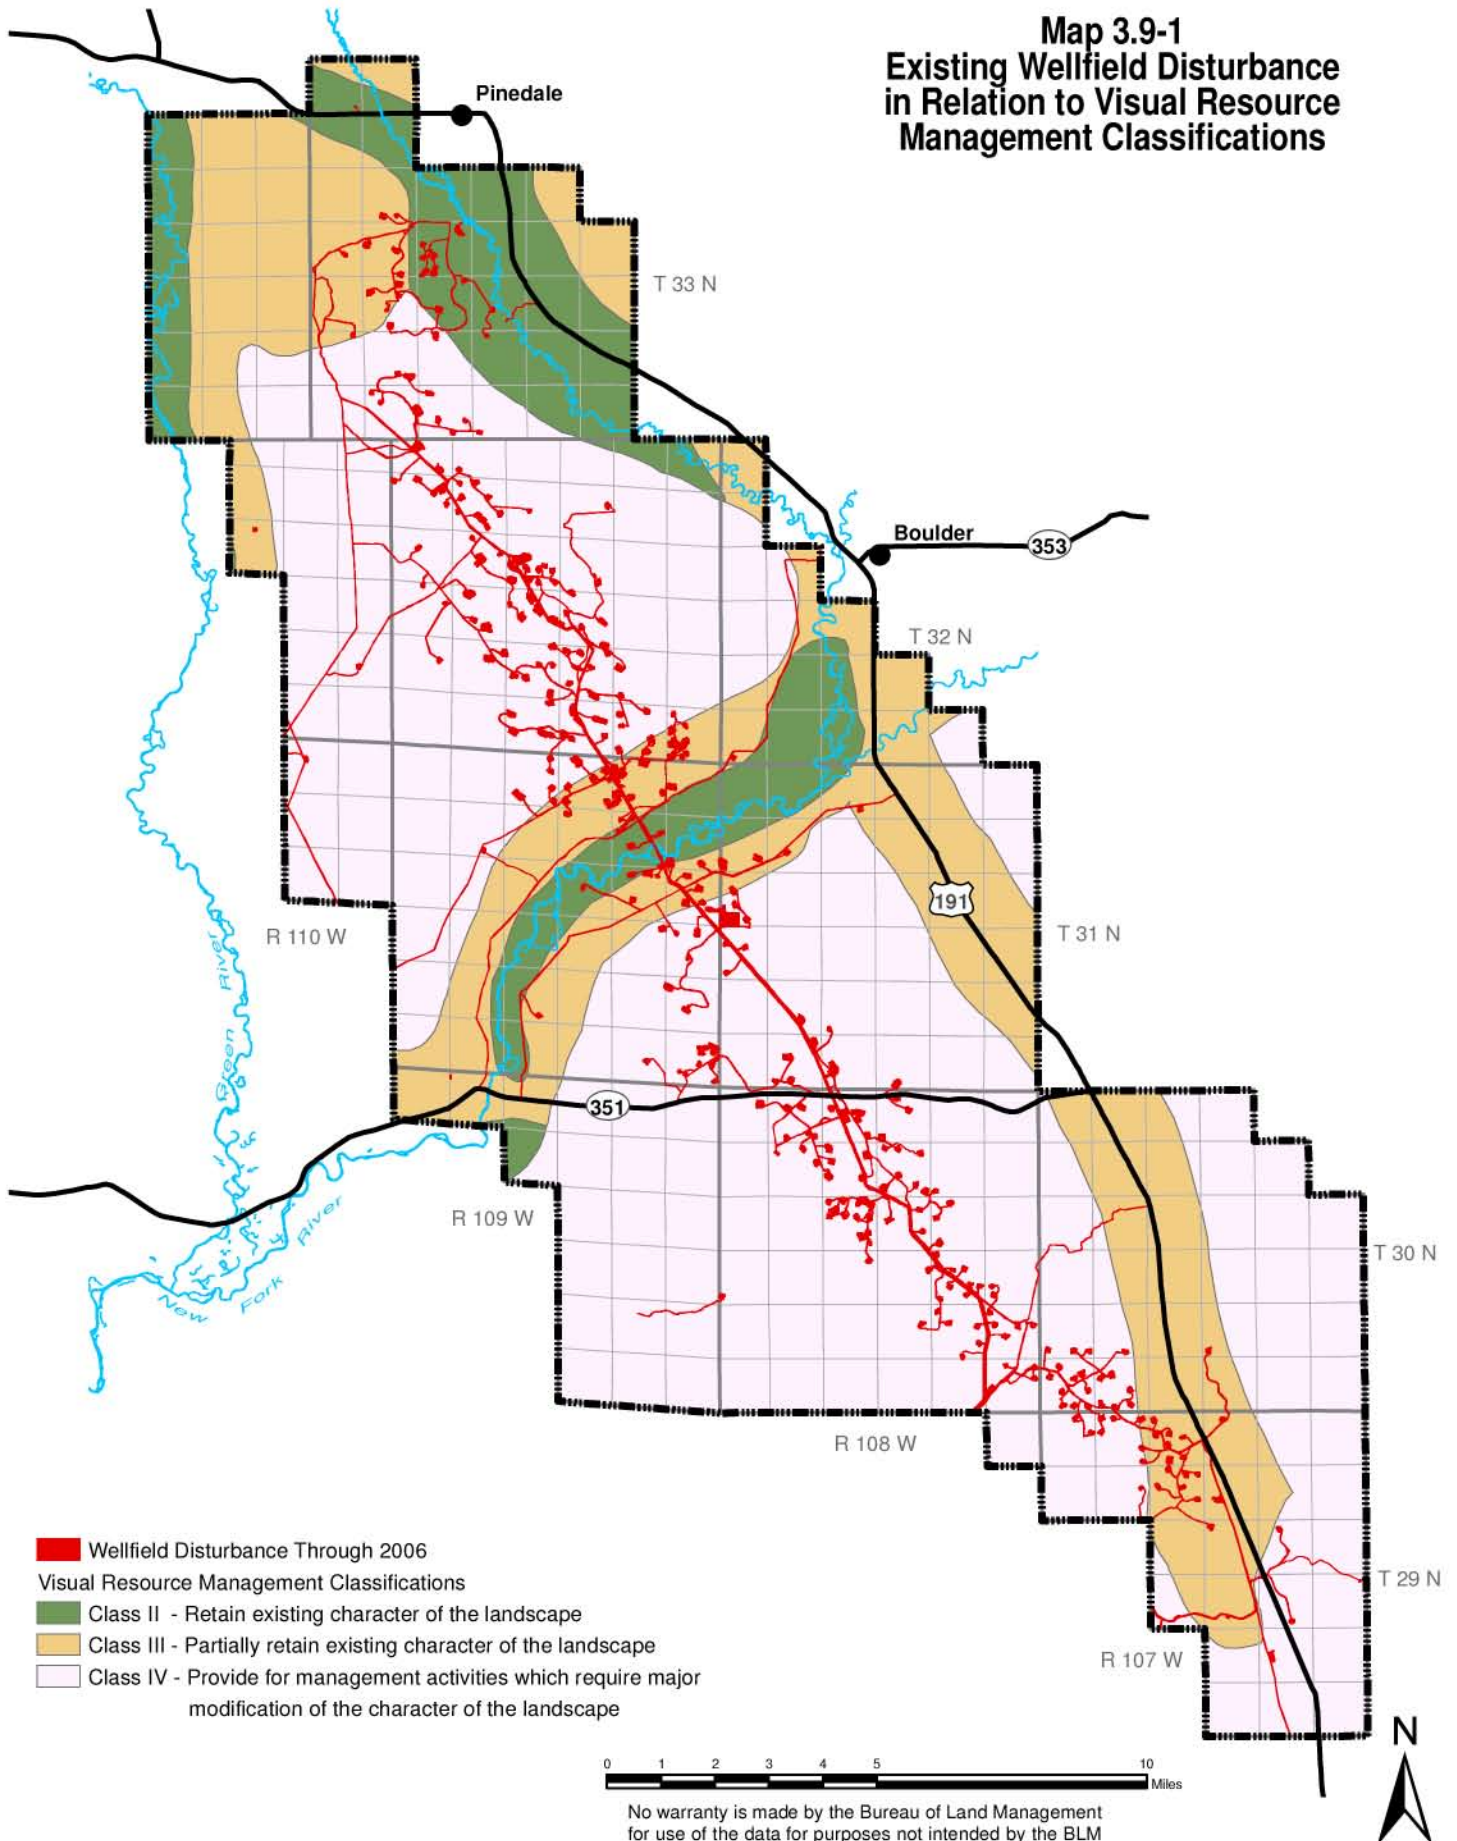 Map 3.9-1
Existing Wellfield Disturbance
in Relation to Visual Resource
Management Classifications
Pinedale
T 33 N
Boulder
353
T 32 N
191
T 31 N
R 110 W
Green River
351
R 109 W
New Fork River
T 30 N
R 108 W
T 29 N
R 107 W
Wellfield Disturbance Through 2006
Visual Resource Management Classifications
Class II - Retain existing character of the landscape
Class III - Partially retain existing character of the landscape
Class IV - Provide for management activities which require major
modification of the character of the landscape
N
0 1 2 3 4 5 10
Miles
No warranty is made by the Bureau of Land Management
for use of the data for purposes not intended by the BLM